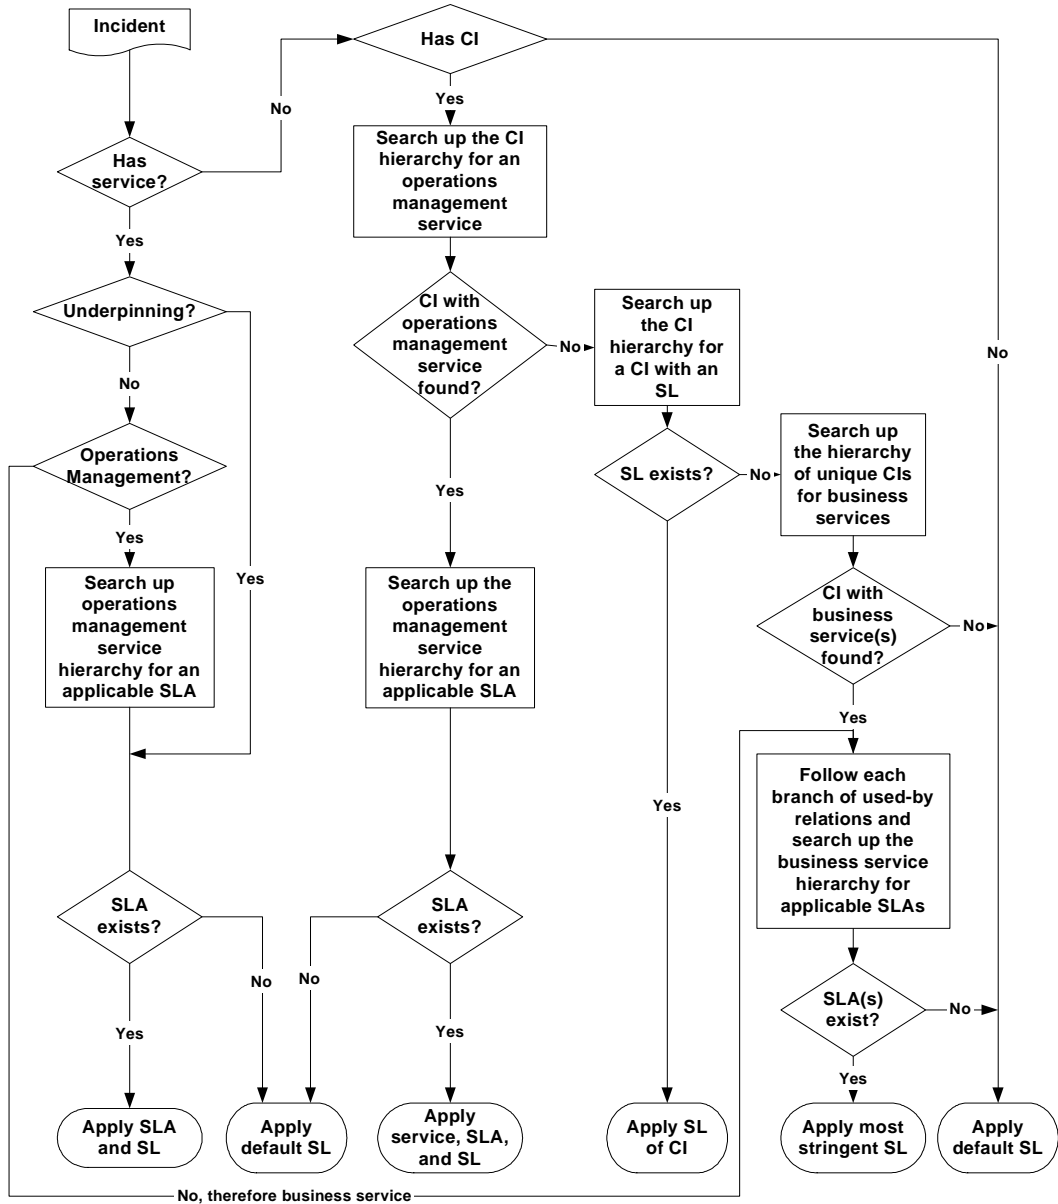 Incident
Has CI
No
Yes
Search up the CI
hierarchy for an
operations
management
service
Has
service?
Yes
Underpinning?
CI with
operations
management
service
found?
No
Search up
the CI
hierarchy for
a CI with an
SL
No
No
Operations
Management?
SL exists?
No
Search up
the hierarchy
of unique CIs
for business
services
Yes
Yes
Yes
Search up
operations
management
service
hierarchy for an
applicable SLA
Search up the
operations
management
service
hierarchy for an
applicable SLA
CI with
business
service(s)
found?
No
Yes
Yes
Follow each
branch of used-by
relations and
search up the
business service
hierarchy for
applicable SLAs
SLA
exists?
SLA
exists?
No
No
SLA(s)
exist?
No
Yes
Yes
Yes
Apply SLA
and SL
Apply
default SL
Apply
service, SLA,
and SL
Apply SL
of CI
Apply most
stringent SL
Apply
default SL
No, therefore business service